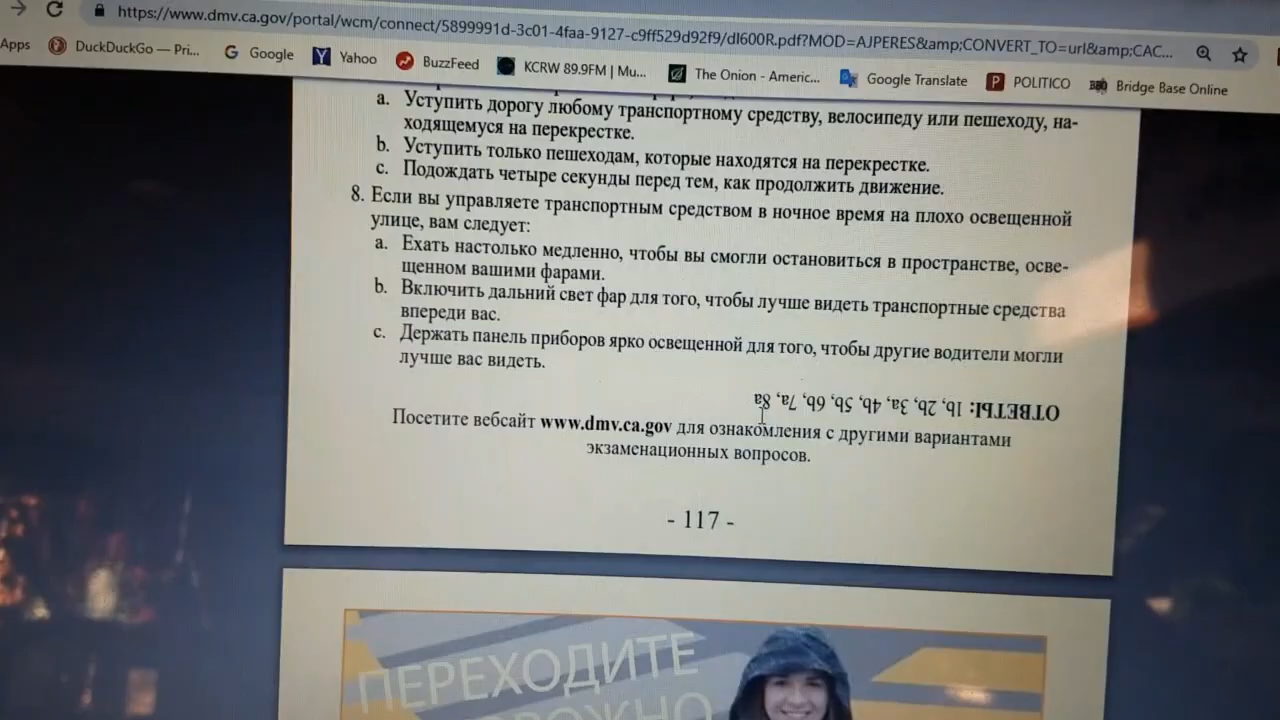 https://www.dmv.ca.gov/portal/wcm/connect/5899991d-3c01-4faa-9127-c9ff529d92f9/dl600R.pdf?MOD=AJPERES&amp;CONVERT_TO=url&amp;CAC...
Apps DuckDuckGo — Pri... Google Yahoo BuzzFeed KCRW 89.9FM | Mu... The Onion - Americ... Google Translate POLITICO Bridge Base Online
a. Уступить дорогу любому транспортному средству, велосипеду или пешеходу, на-
ходящемуся на перекрестке.
b. Уступить только пешеходам, которые находятся на перекрестке.
c. Подождать четыре секунды перед тем, как продолжить движение.
8. Если вы управляете транспортным средством в ночное время на плохо освещенной
улице, вам следует:
a. Ехать настолько медленно, чтобы вы смогли остановиться в пространстве, осве-
щенном вашими фарами.
b. Включить дальний свет фар для того, чтобы лучше видеть транспортные средства
впереди вас.
c. Держать панель приборов ярко освещенной для того, чтобы другие водители могли
лучше вас видеть.
ОТВЕТЫ: 1b, 2b, 3a, 4b, 5b, 6b, 7a, 8a
Посетите вебсайт www.dmv.ca.gov для ознакомления с другими вариантами
экзаменационных вопросов.
- 117 -
ПЕРЕХОДИТЕ